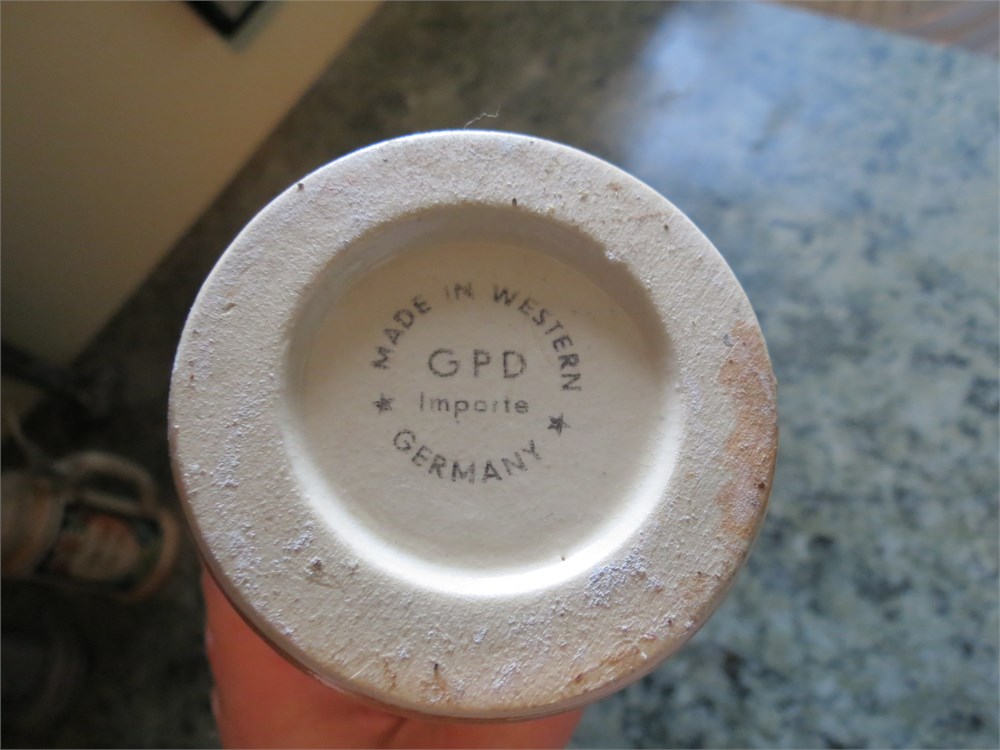 MADE IN WESTERN
GPD
Importe
★ GERMANY ★